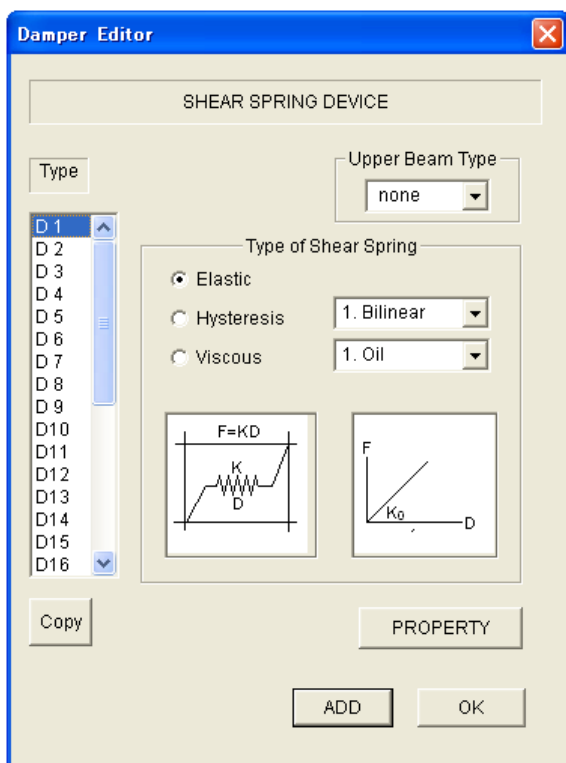 Damper Editor
SHEAR SPRING DEVICE
Type
Upper Beam Type
none
D 1
D 2
D 3
D 4
D 5
D 6
D 7
D 8
D 9
D10
D11
D12
D13
D14
D15
D16
Type of Shear Spring
Elastic
Hysteresis
1. Bilinear
Viscous
1. Oil
F=KD
K
D
F
K0
D
Copy
PROPERTY
ADD
OK